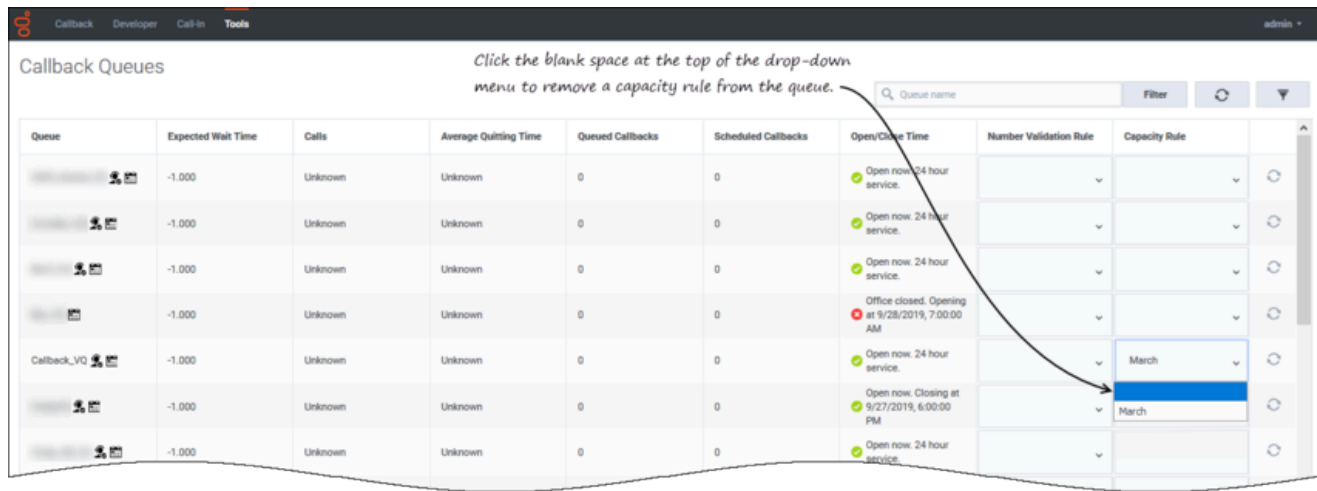 Callback Developer Call-In Tools admin
Callback Queues
Click the blank space at the top of the drop-down
menu to remove a capacity rule from the queue.
Queue name Filter
Queue Expected Wait Time Calls Average Quitting Time Queued Callbacks Scheduled Callbacks Open/Close Time Number Validation Rule Capacity Rule
-1.000 Unknown Unknown 0 0 Open now. 24 hour
service.
-1.000 Unknown Unknown 0 0 Open now. 24 hour
service.
-1.000 Unknown Unknown 0 0 Open now. 24 hour
service.
-1.000 Unknown Unknown 0 0 Office closed. Opening
at 9/28/2019, 7:00:00
AM
Callback_VQ -1.000 Unknown Unknown 0 0 Open now. 24 hour
service. March
-1.000 Unknown Unknown 0 0 Open now. Closing at
9/27/2019, 6:00:00
PM
March
-1.000 Unknown Unknown 0 0 Open now. 24 hour
service.